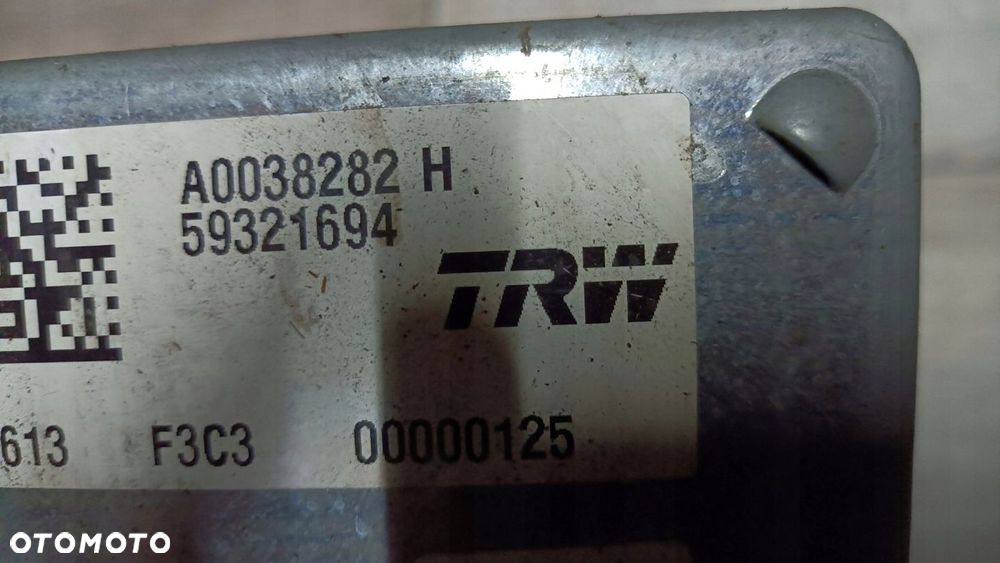 A0038282 H
59321694
TRW
613 F3C3 00000125
OTOMOTO